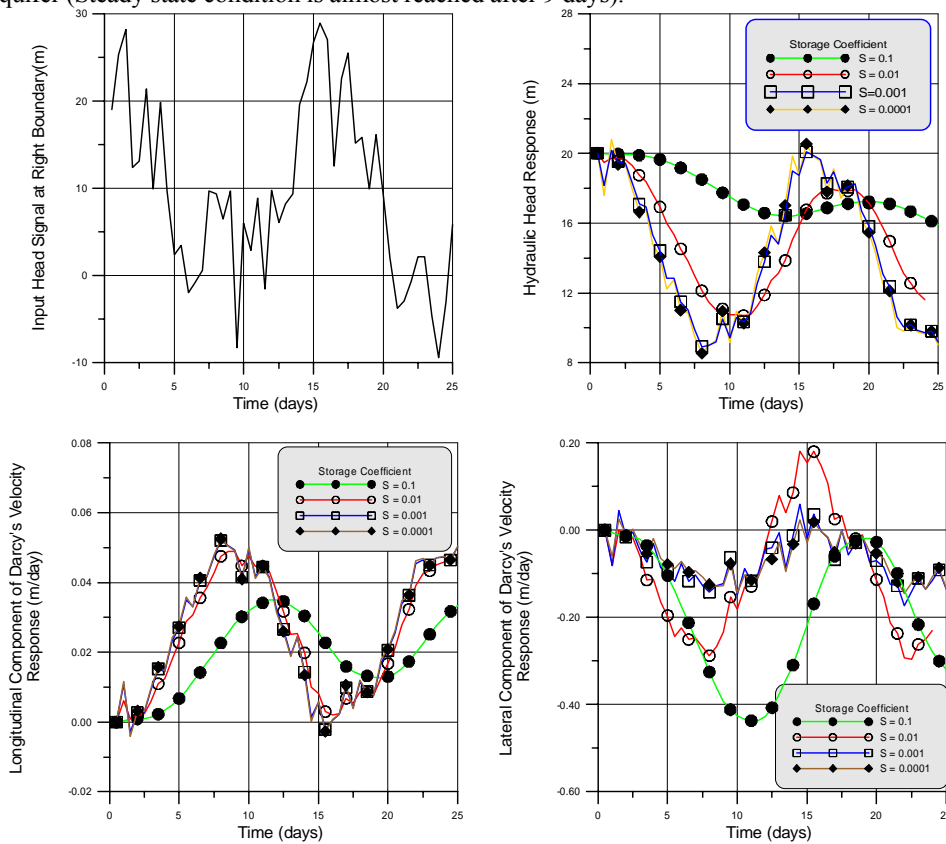 quifer (Steady state condition is almost reached after 9 days).
30
20
10
0
-10
0
5
10
15
20
25
Time (days)
Input Head Signal at Right Boundary(m)
28
24
20
16
12
8
0
5
10
15
20
25
Time (days)
Hydraulic Head Response (m)
Storage Coefficient
S = 0.1
S = 0.01
S=0.001
S = 0.0001
0.08
0.06
0.04
0.02
0.00
-0.02
0
5
10
15
20
25
Time (days)
Longitudinal Component of Darcy's Velocity
Response (m/day)
Storage Coefficient
S = 0.1
S = 0.01
S = 0.001
S = 0.0001
0.20
0.00
-0.20
-0.40
-0.60
0
5
10
15
20
2
Time (days)
Lateral Component of Darcy's Velocity
Response (m/day)
Storage Coefficient
S = 0.1
S = 0.01
S = 0.001
S = 0.0001